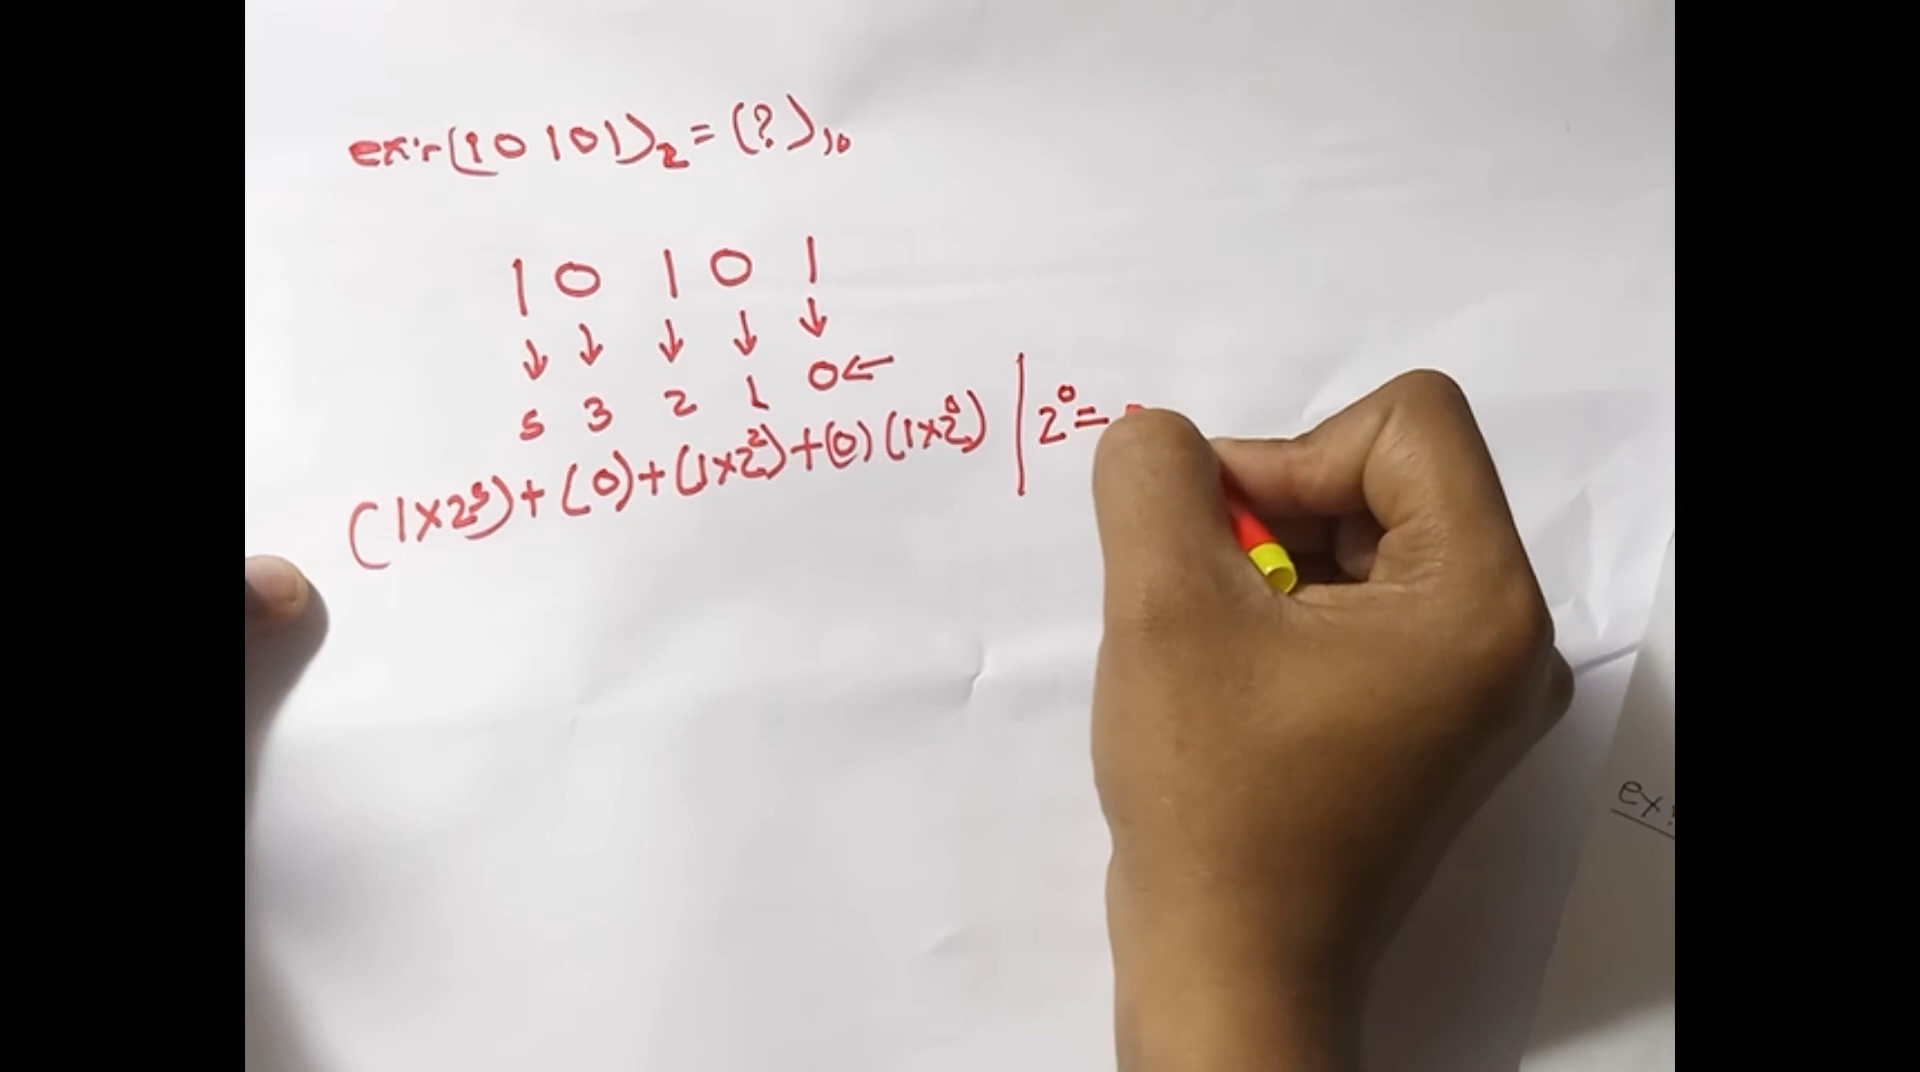 ex:- (10101)₂ = (?)₁₀
1 0 1 0 1
↓ ↓ ↓ ↓ ↓
5 3 2 1 0 ←
(1×2⁵) + (0) + (1×2²) + (0) (1×2⁰) | 2⁰ =
ex: